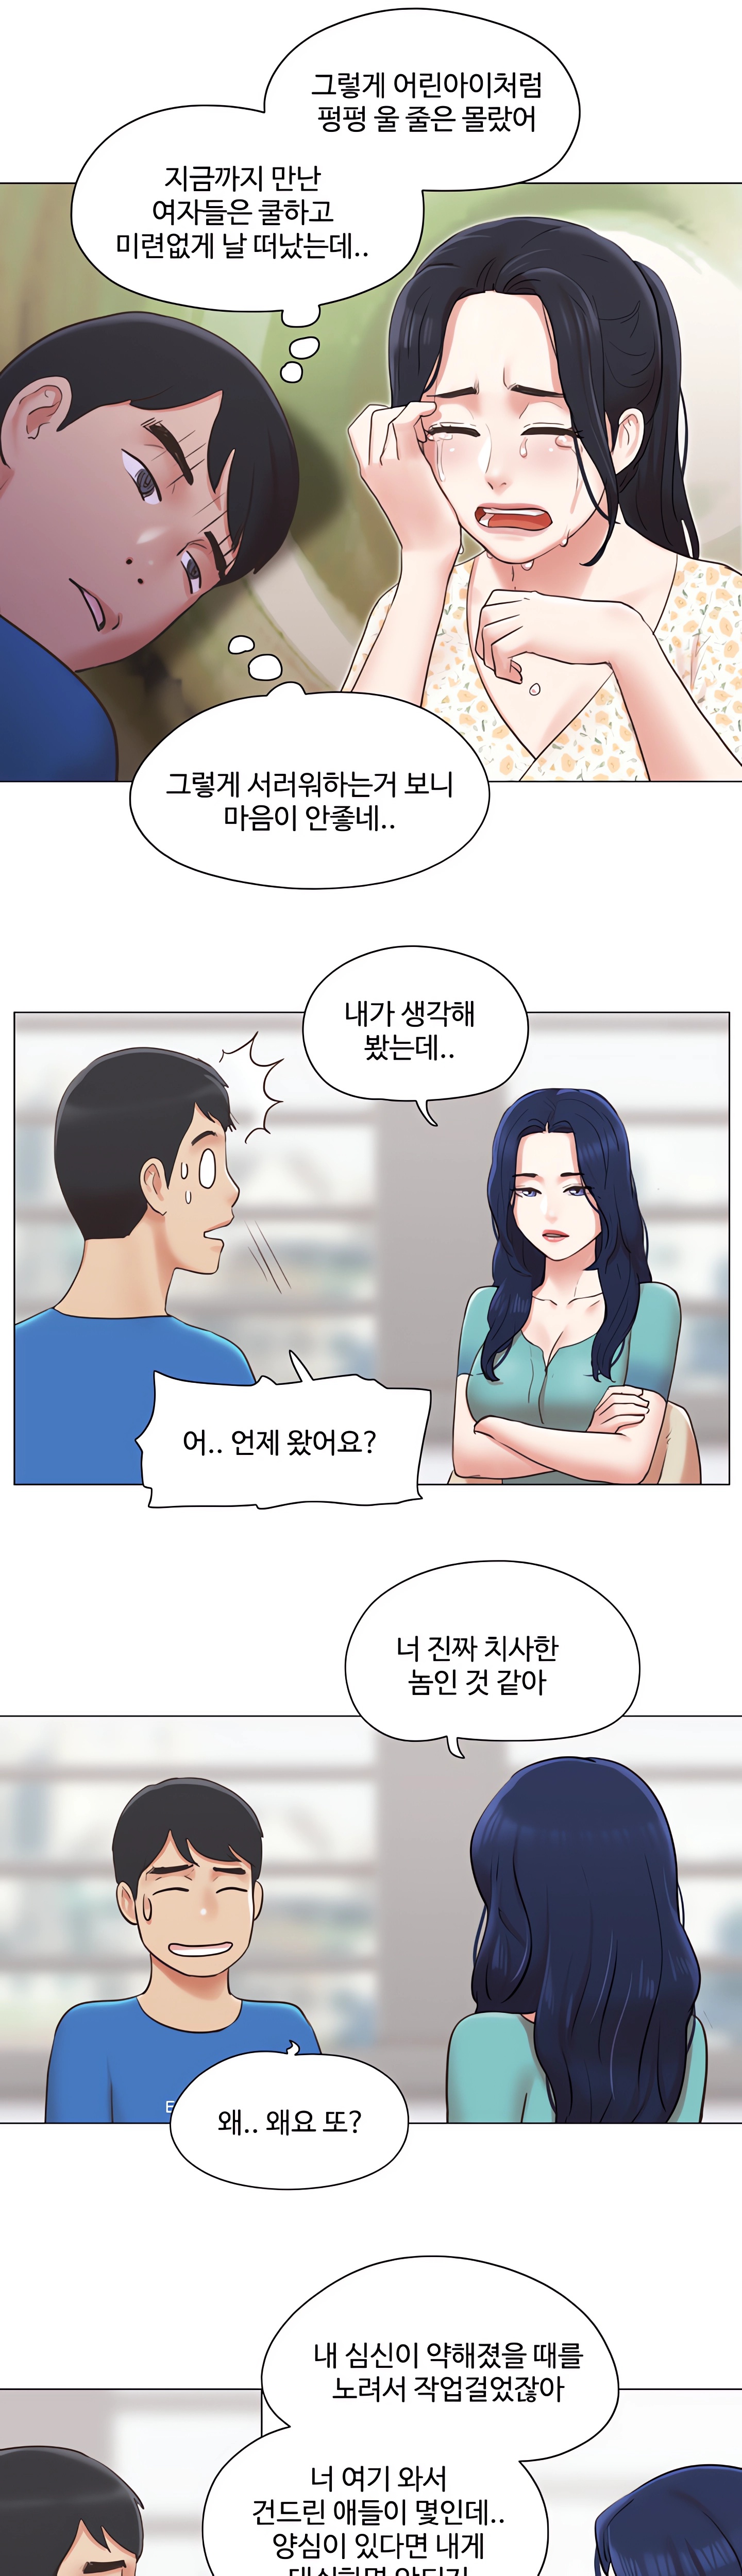 그렇게 어린아이처럼
펑펑 울 줄은 몰랐어
지금까지 만난
여자들은 쿨하고
미련없게 날 떠났는데..
그렇게 서러워하는거 보니
마음이 안좋네..
내가 생각해
봤는데..
어.. 언제 왔어요?
너 진짜 치사한
놈인 것 같아
E
왜.. 왜요 또?
내 심신이 약해졌을 때를
노려서 작업걸었잖아
너 여기 와서
건드린 애들이 몇인데..
양심이 있다면 내게